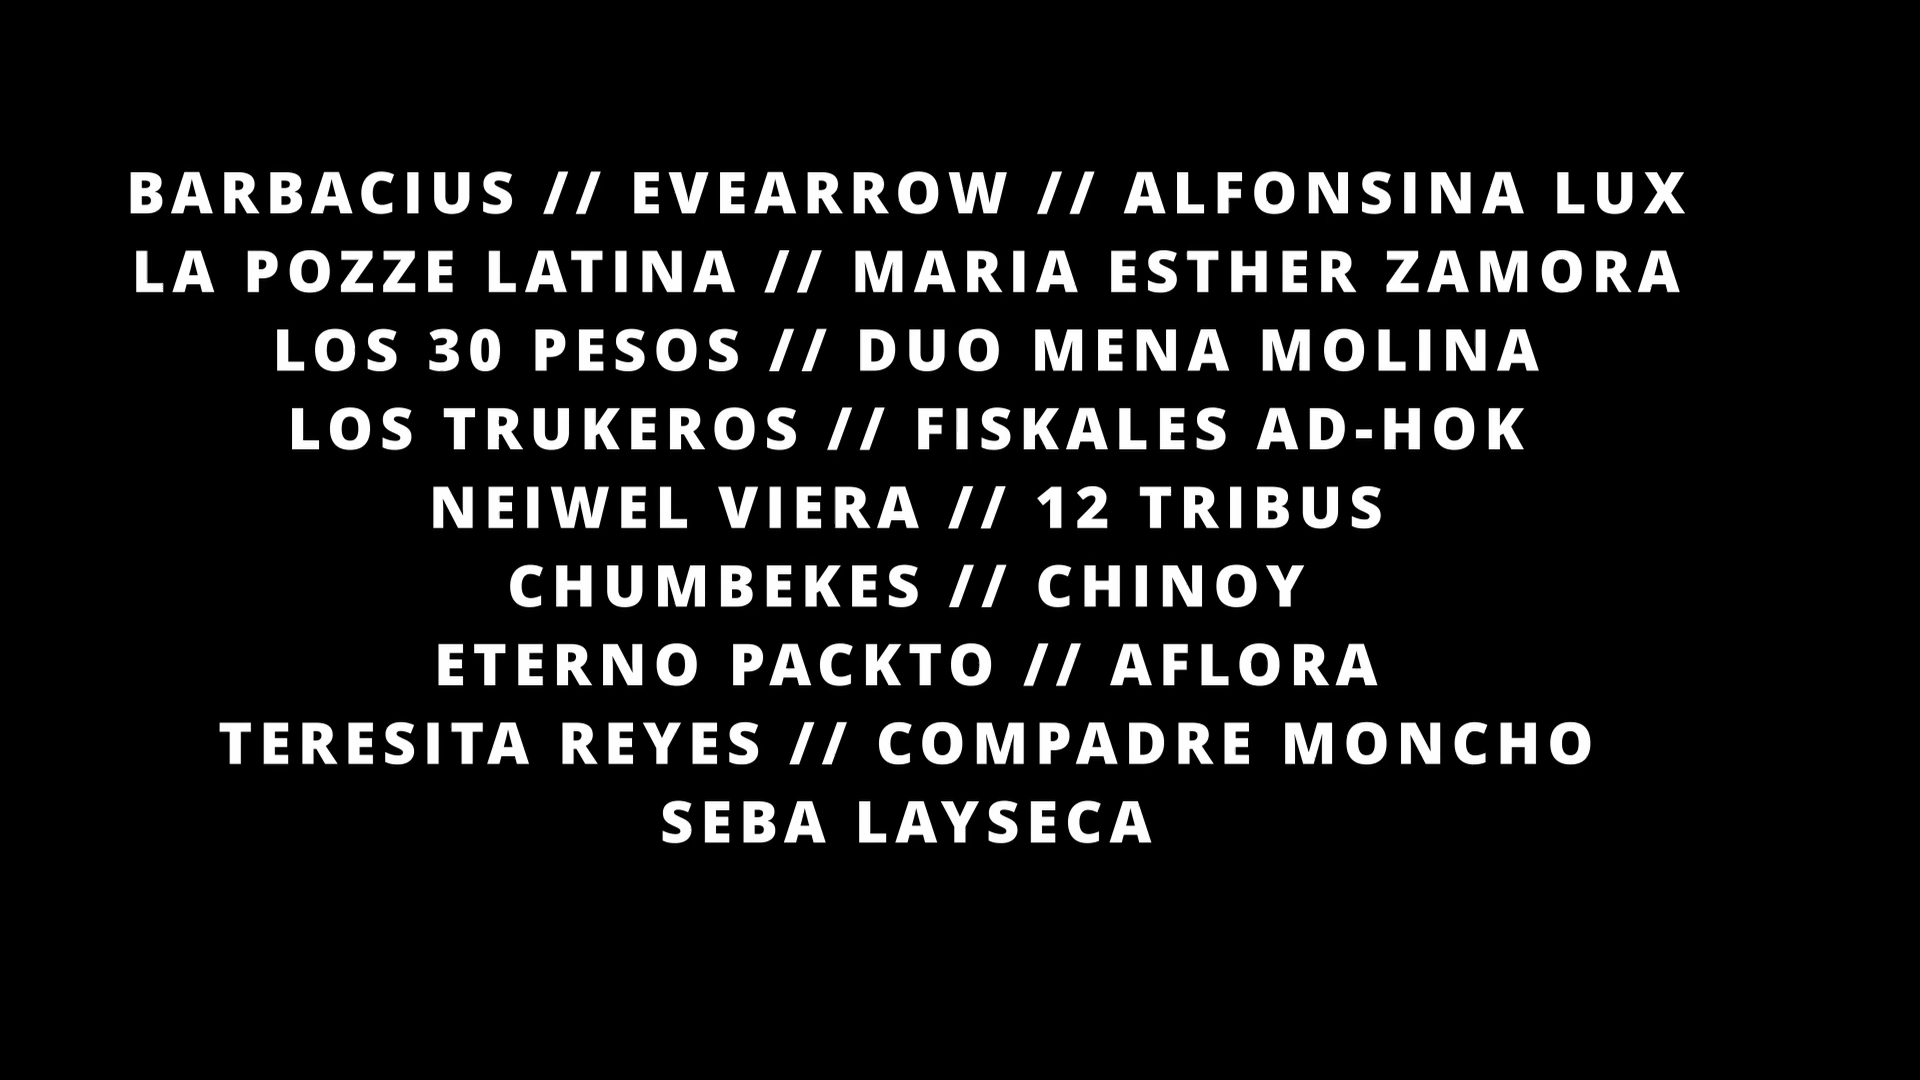 BARBACIUS // EVEARROW // ALFONSINA LUX
LA POZZE LATINA // MARIA ESTHER ZAMORA
LOS 30 PESOS // DUO MENA MOLINA
LOS TRUKEROS // FISKALES AD-HOK
NEIWEL VIERA // 12 TRIBUS
CHUMBEKES // CHINOY
ETERNO PACKTO // AFLORA
TERESITA REYES // COMPADRE MONCHO
SEBA LAYSECA